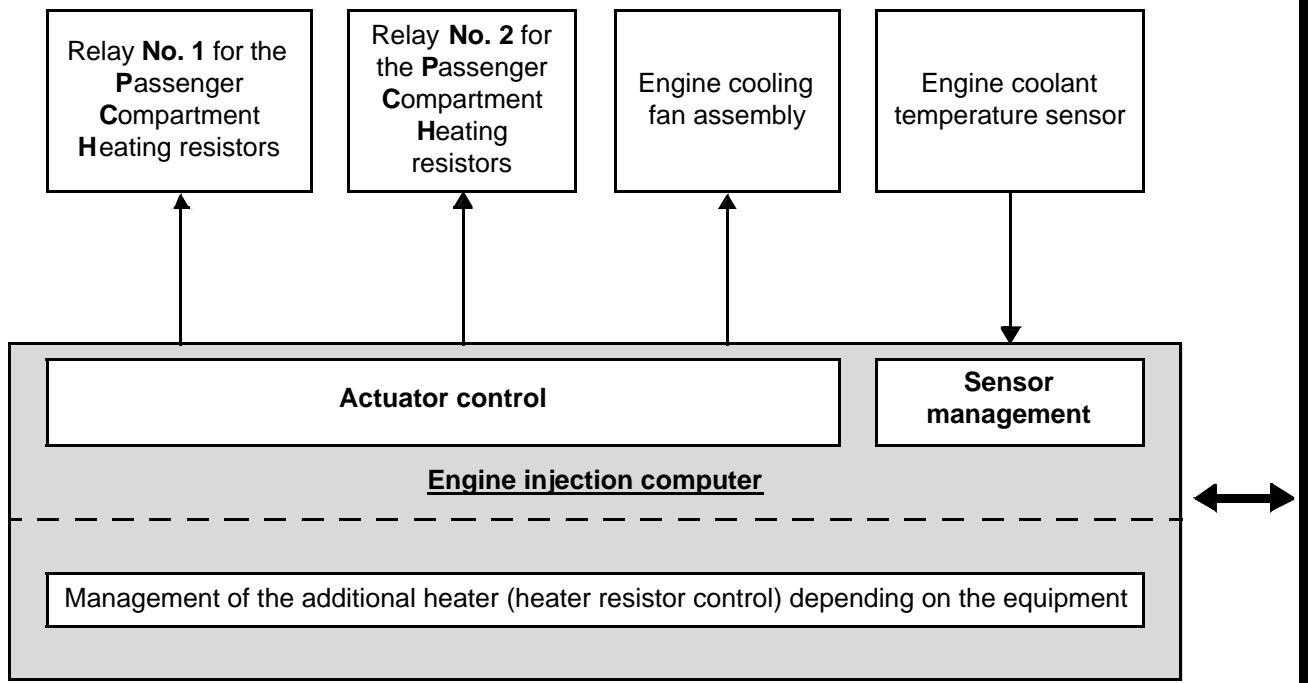 Relay No. 1 for the
Passenger
Compartment
Heating resistors
Relay No. 2 for
the Passenger
Compartment
Heating
resistors
Engine cooling
fan assembly
Engine coolant
temperature sensor
Actuator control
Sensor
management
Engine injection computer
Management of the additional heater (heater resistor control) depending on the equipment